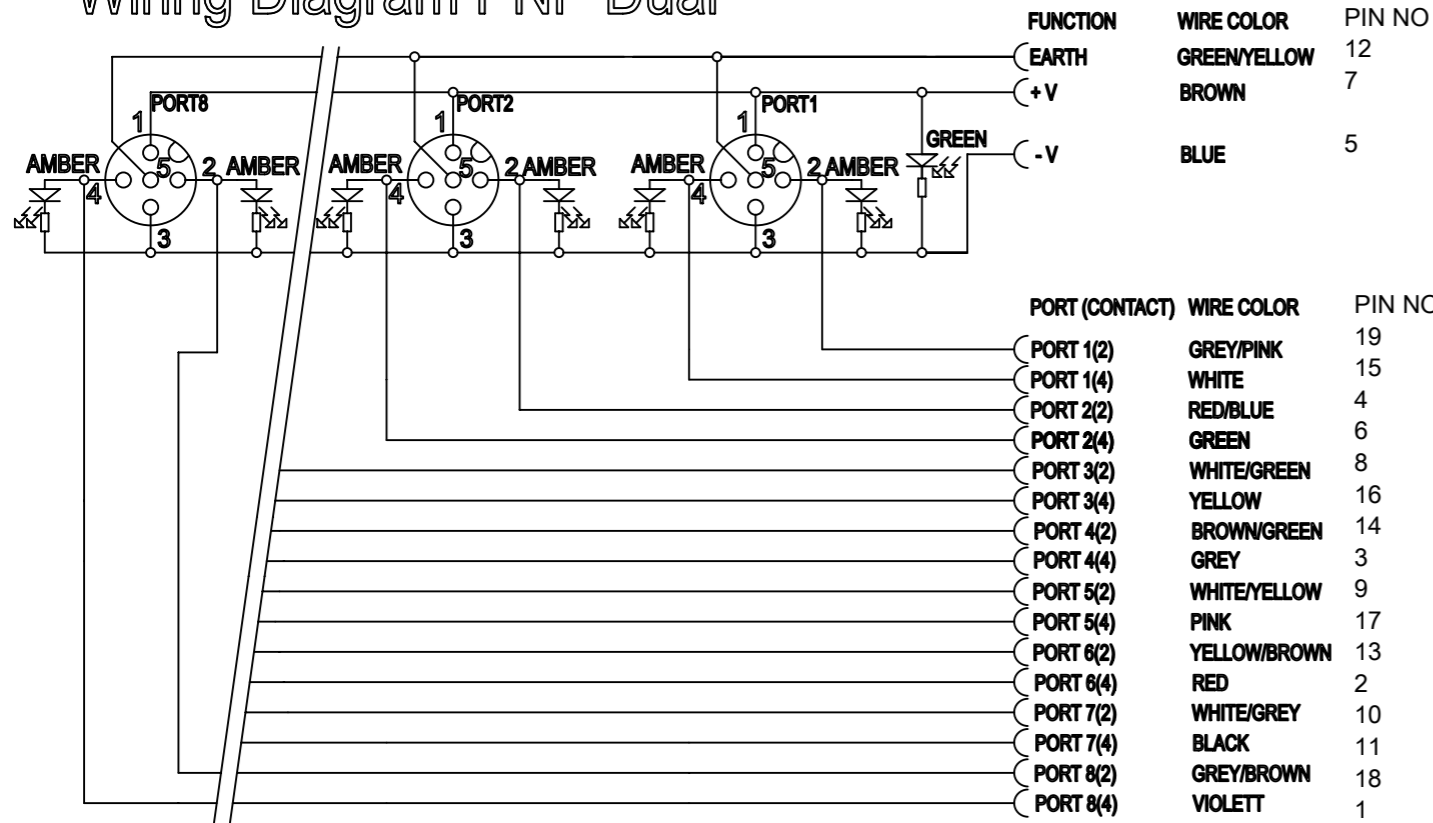 Wiring Diagram PNP Dual
FUNCTION WIRE COLOR PIN NO
EARTH GREEN/YELLOW 12
+ V BROWN 7
- V BLUE 5
PORT8 PORT2 PORT1
1 1 1
GREEN
AMBER 5 2 AMBER AMBER 5 2 AMBER AMBER 5 2 AMBER
4 4 4
3 3 3
PORT (CONTACT) WIRE COLOR PIN NO
PORT 1(2) GREY/PINK 19
PORT 1(4) WHITE 15
PORT 2(2) RED/BLUE 4
PORT 2(4) GREEN 6
PORT 3(2) WHITE/GREEN 8
PORT 3(4) YELLOW 16
PORT 4(2) BROWN/GREEN 14
PORT 4(4) GREY 3
PORT 5(2) WHITE/YELLOW 9
PORT 5(4) PINK 17
PORT 6(2) YELLOW/BROWN 13
PORT 6(4) RED 2
PORT 7(2) WHITE/GREY 10
PORT 7(4) BLACK 11
PORT 8(2) GREY/BROWN 18
PORT 8(4) VIOLETT 1